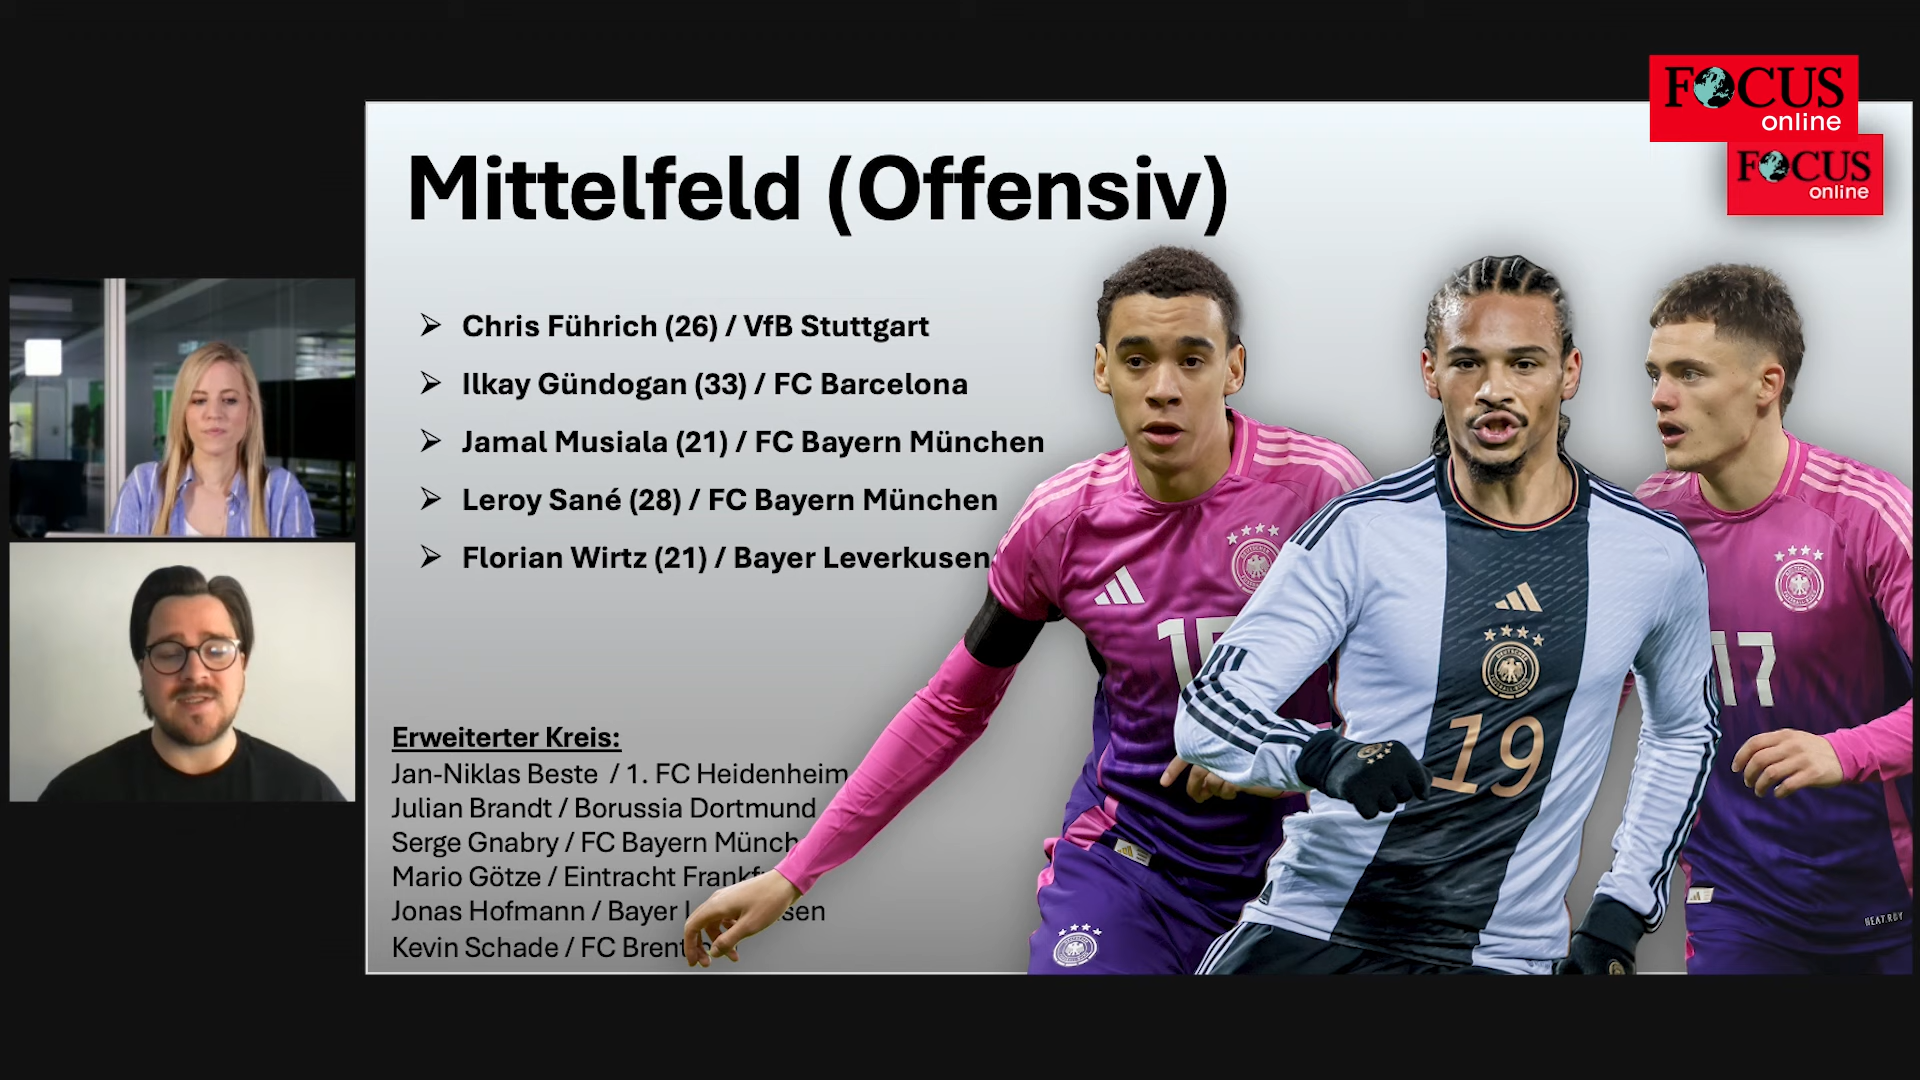 FOCUS
online
FOCUS
online
Mittelfeld (Offensiv)
Chris Führich (26) / VfB Stuttgart
Ilkay Gündogan (33) / FC Barcelona
Jamal Musiala (21) / FC Bayern München
Leroy Sané (28) / FC Bayern München
Florian Wirtz (21) / Bayer Leverkusen
Erweiterter Kreis:
Jan-Niklas Beste / 1. FC Heidenheim
Julian Brandt / Borussia Dortmund
Serge Gnabry / FC Bayern
Mario Götze / Eintracht
Jonas Hofmann / Bayer
Kevin Schade / FC
19
17
HEAT.RDY